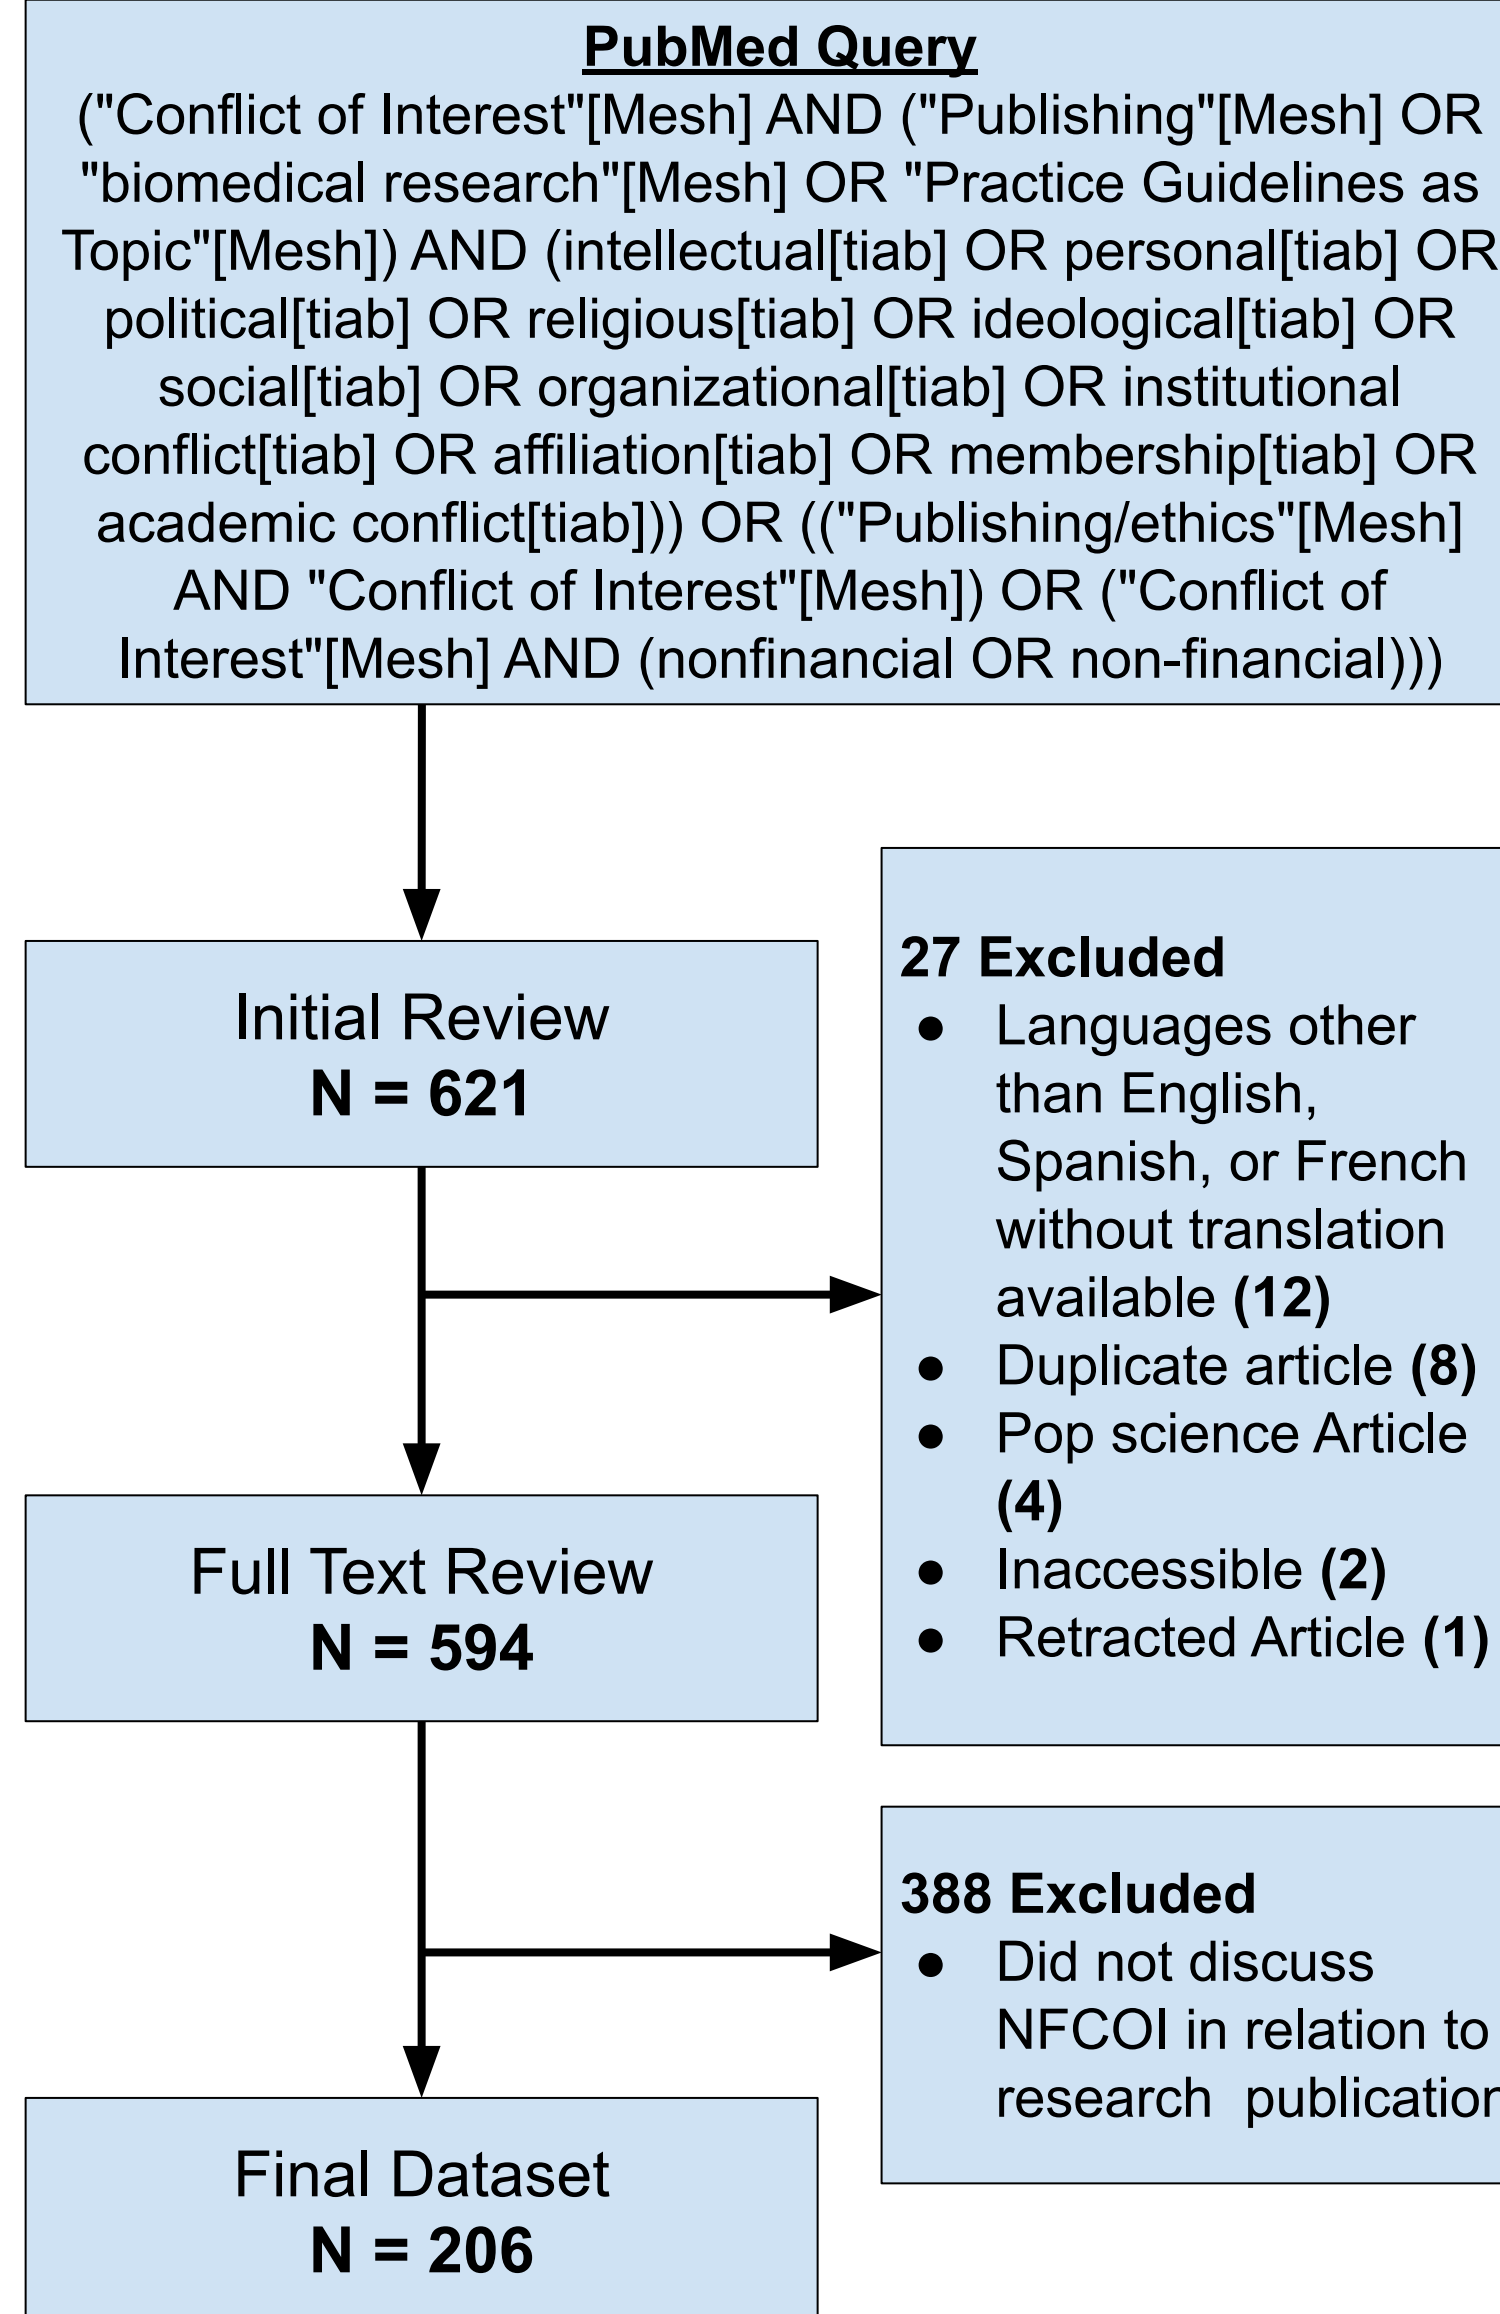 PubMed Query
("Conflict of Interest"[Mesh] AND ("Publishing"[Mesh] OR
"biomedical research"[Mesh] OR "Practice Guidelines as
Topic"[Mesh]) AND (intellectual[tiab] OR personal[tiab] OR
political[tiab] OR religious[tiab] OR ideological[tiab] OR
social[tiab] OR organizational[tiab] OR institutional
conflict[tiab] OR affiliation[tiab] OR membership[tiab] OR
academic conflict[tiab])) OR (("Publishing/ethics"[Mesh]
AND "Conflict of Interest"[Mesh]) OR ("Conflict of
Interest"[Mesh] AND (nonfinancial OR non-financial)))
Initial Review
N = 621
27 Excluded
● Languages other
than English,
Spanish, or French
without translation
available (12)
● Duplicate article (8)
● Pop science Article
(4)
● Inaccessible (2)
● Retracted Article (1)
Full Text Review
N = 594
388 Excluded
● Did not discuss
NFCOI in relation to
research publication
Final Dataset
N = 206